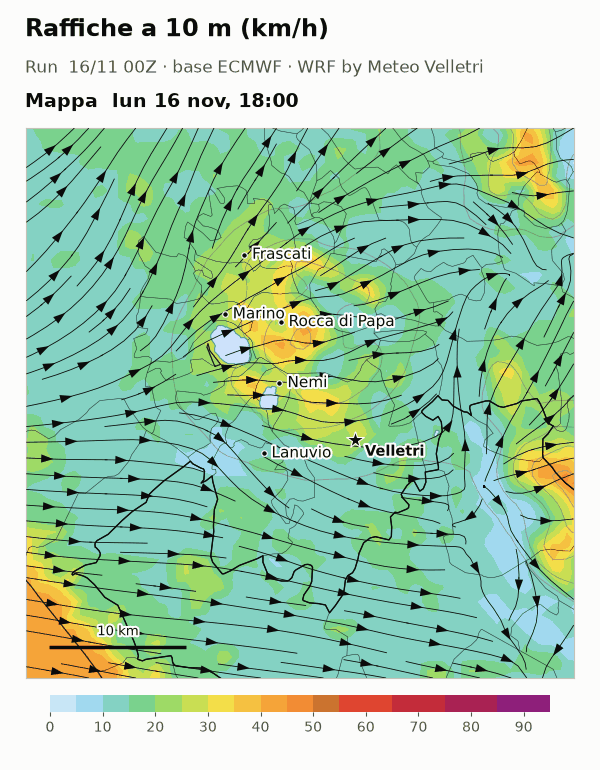 Raffiche a 10 m (km/h)
Run  16/11 00Z · base ECMWF · WRF by Meteo Velletri
Mappa  lun 16 nov, 18:00
Frascati
Marino
Rocca di Papa
Nemi
Velletri
Lanuvio
10 km
0 10 20 30 40 50 60 70 80 90